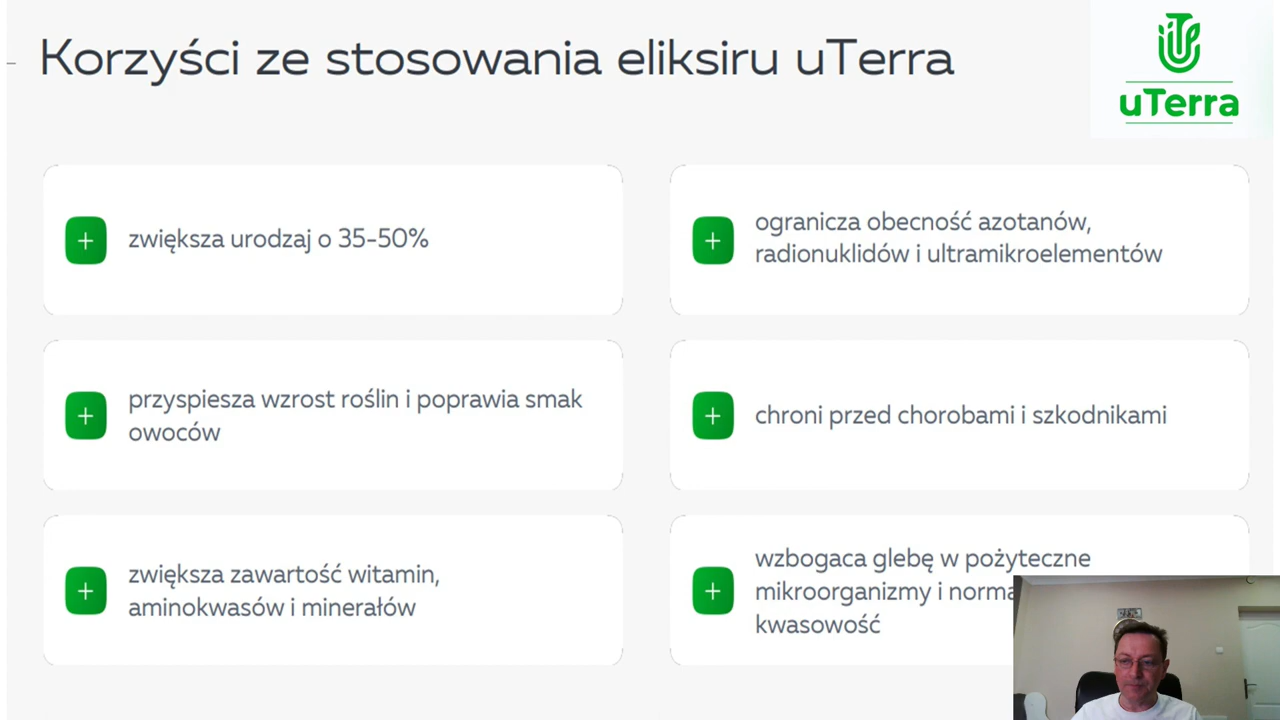 Korzyści ze stosowania eliksiru uTerra
uTerra
zwiększa urodzaj o 35-50%
ogranicza obecność azotanów,
radionuklidów i ultramikroelementów
przyspiesza wzrost roślin i poprawia smak
owoców
chroni przed chorobami i szkodnikami
zwiększa zawartość witamin,
aminokwasów i minerałów
wzbogaca glebę w pożyteczne
mikroorganizmy i
kwasowość